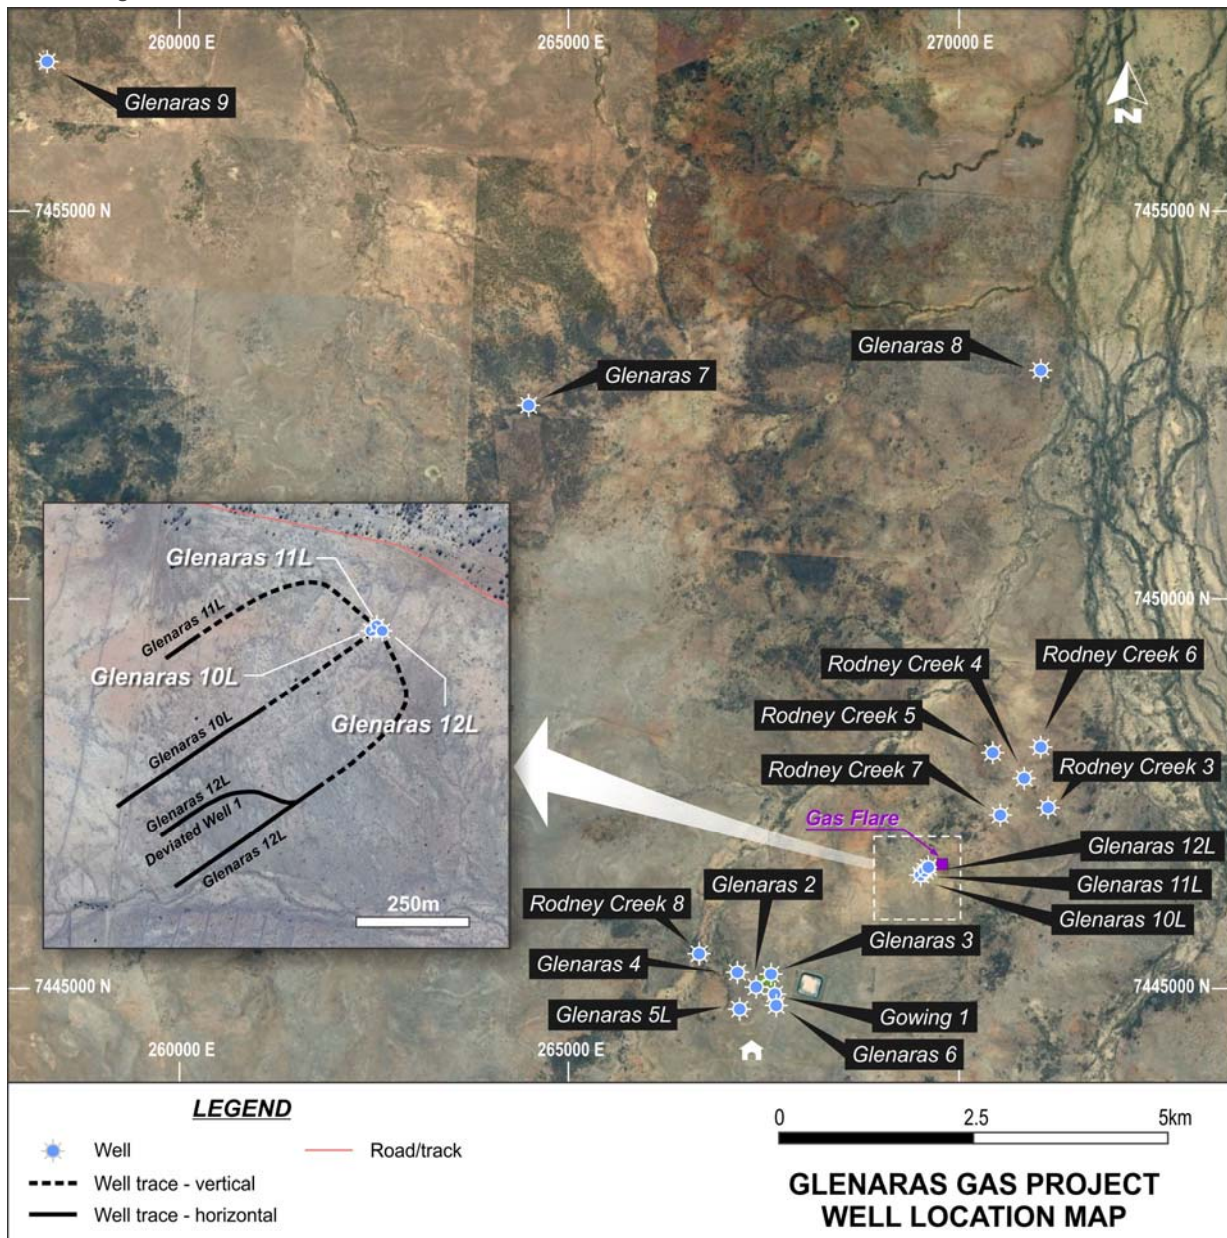 260000 E
265000 E
270000 E
Glenaras 9
N
7455000 N
7455000 N
Glenaras 8
Glenaras 7
7450000 N
Glenaras 11L
Glenaras 11L
Glenaras 10L
Glenaras 12L
Glenaras 10L
Glenaras 12L
Deviated Well 1
Glenaras 12L
250m
Rodney Creek 4
Rodney Creek 6
Rodney Creek 5
Rodney Creek 7
Rodney Creek 3
Gas Flare
Glenaras 12L
Glenaras 2
Glenaras 11L
Rodney Creek 8
Glenaras 10L
Glenaras 3
Glenaras 4
7445000 N
7445000 N
Glenaras 5L
Gowing 1
Glenaras 6
260000 E
265000 E
270000 E
LEGEND
Well
Road/track
Well trace - vertical
Well trace - horizontal
0
2.5
5km
GLENARAS GAS PROJECT
WELL LOCATION MAP